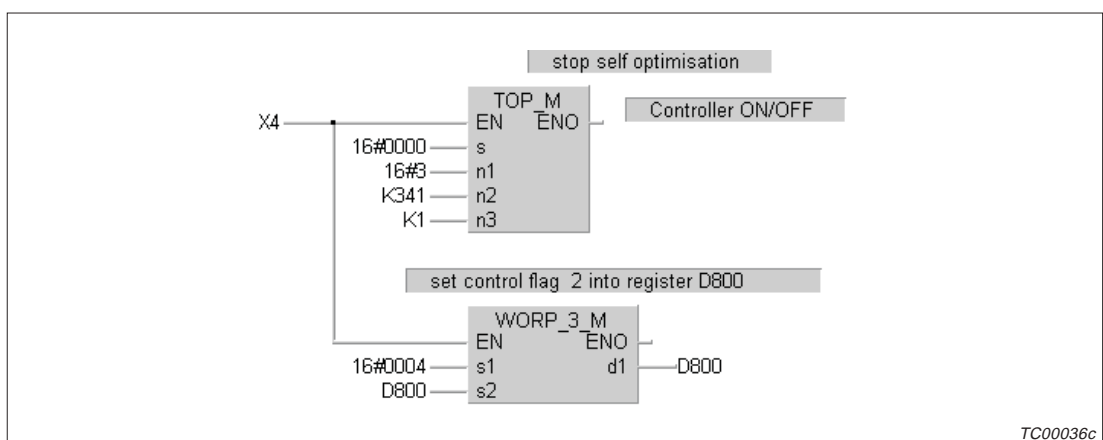 stop self optimisation
TOP_M
Controller ON/OFF
X4
EN ENO
16#0000 s
16#3 n1
K341 n2
K1 n3
set control flag 2 into register D800
WORP_3_M
EN ENO
16#0004 s1 d1 D800
D800 s2
TC00036c